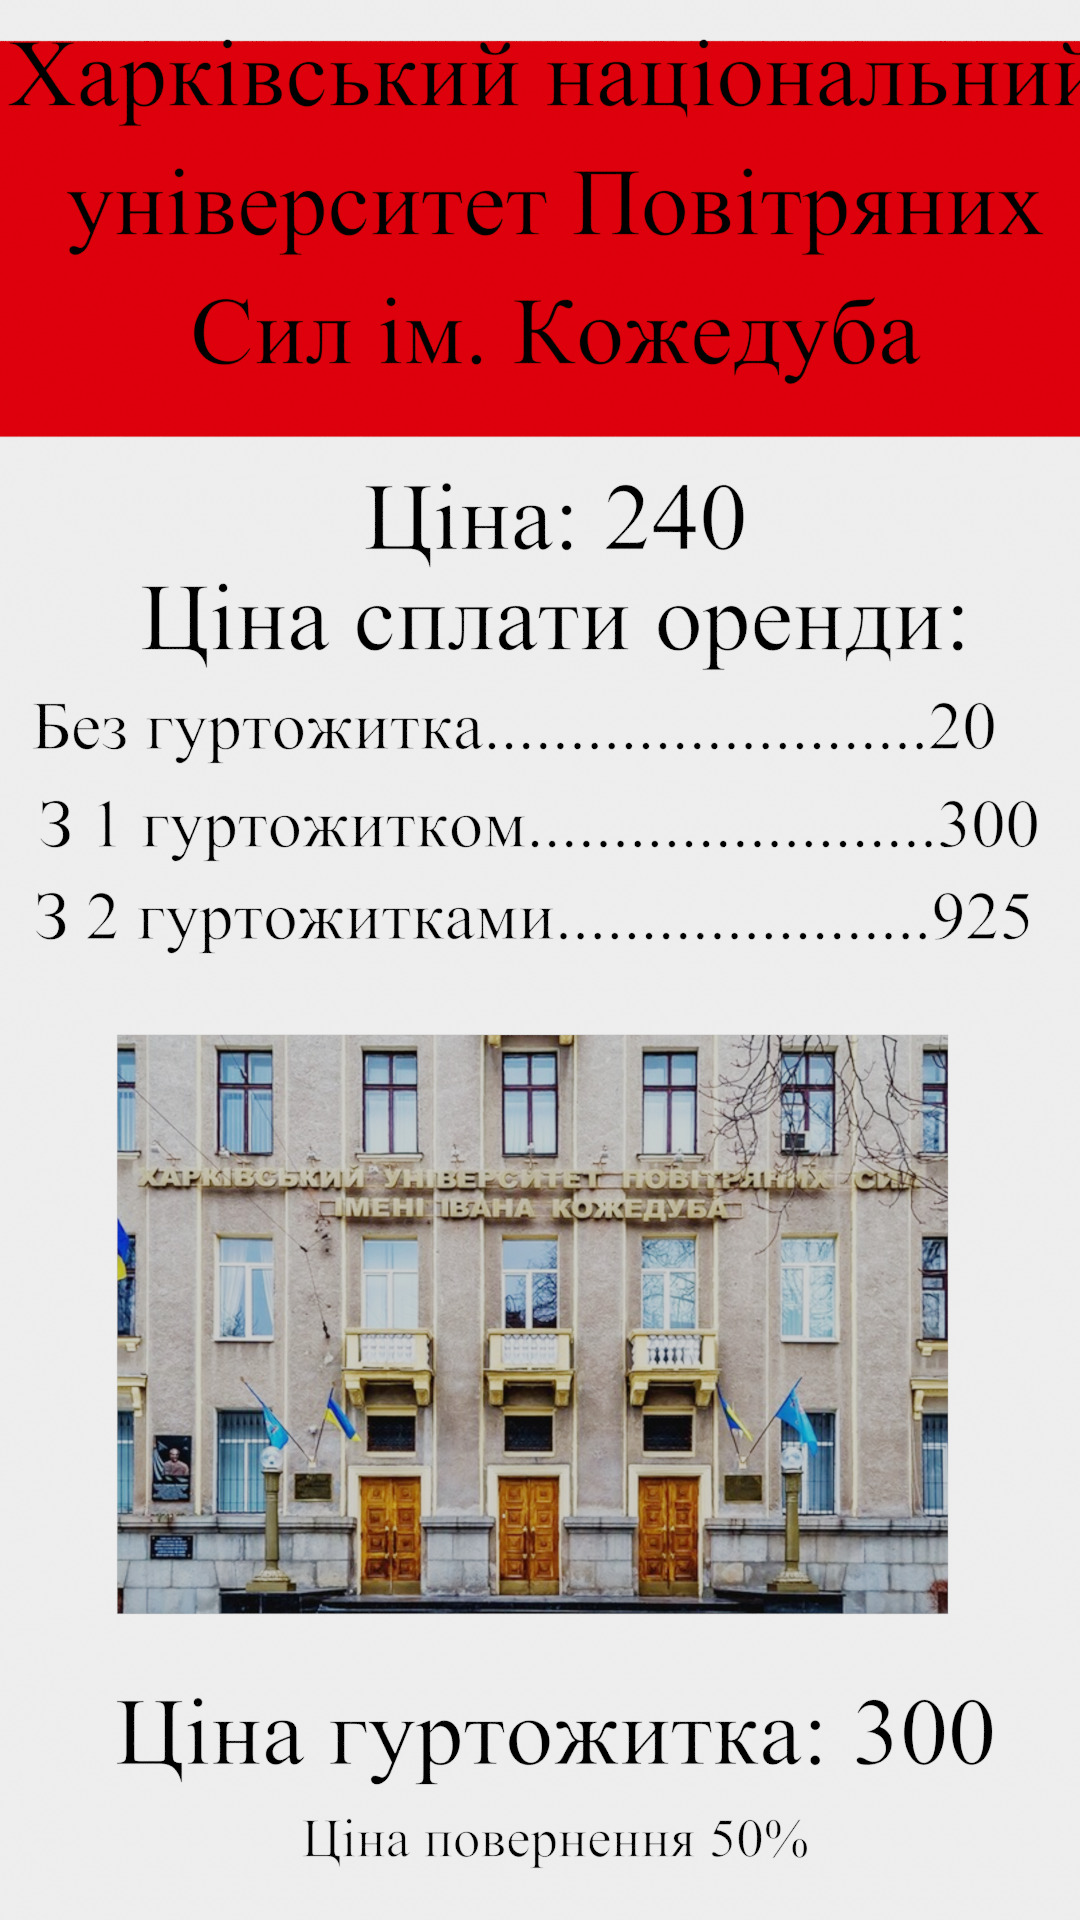 Харківський національний
університет Повітряних
Сил ім. Кожедуба
Ціна: 240
Ціна сплати оренди:
Без гуртожитка..........................20
З 1 гуртожитком........................300
З 2 гуртожитками......................925
ХАРКІВСЬКИЙ УНІВЕРСИТЕТ ПОВІТРЯНИХ СИЛ
ІМЕНІ ІВАНА КОЖЕДУБА
Ціна гуртожитка: 300
Ціна повернення 50%